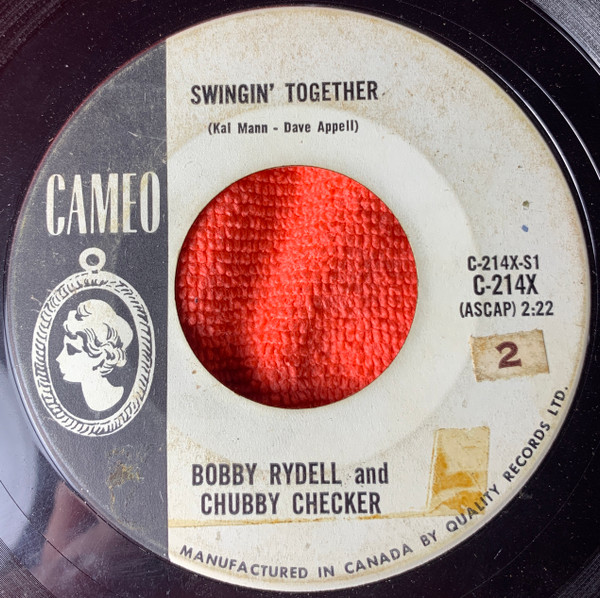 SWINGIN' TOGETHER
(Kal Mann - Dave Appell)
CAMEO
C-214X-S1
C-214X
(ASCAP) 2:22
2
BOBBY RYDELL and
CHUBBY CHECKER
MANUFACTURED IN CANADA BY QUALITY RECORDS LTD.